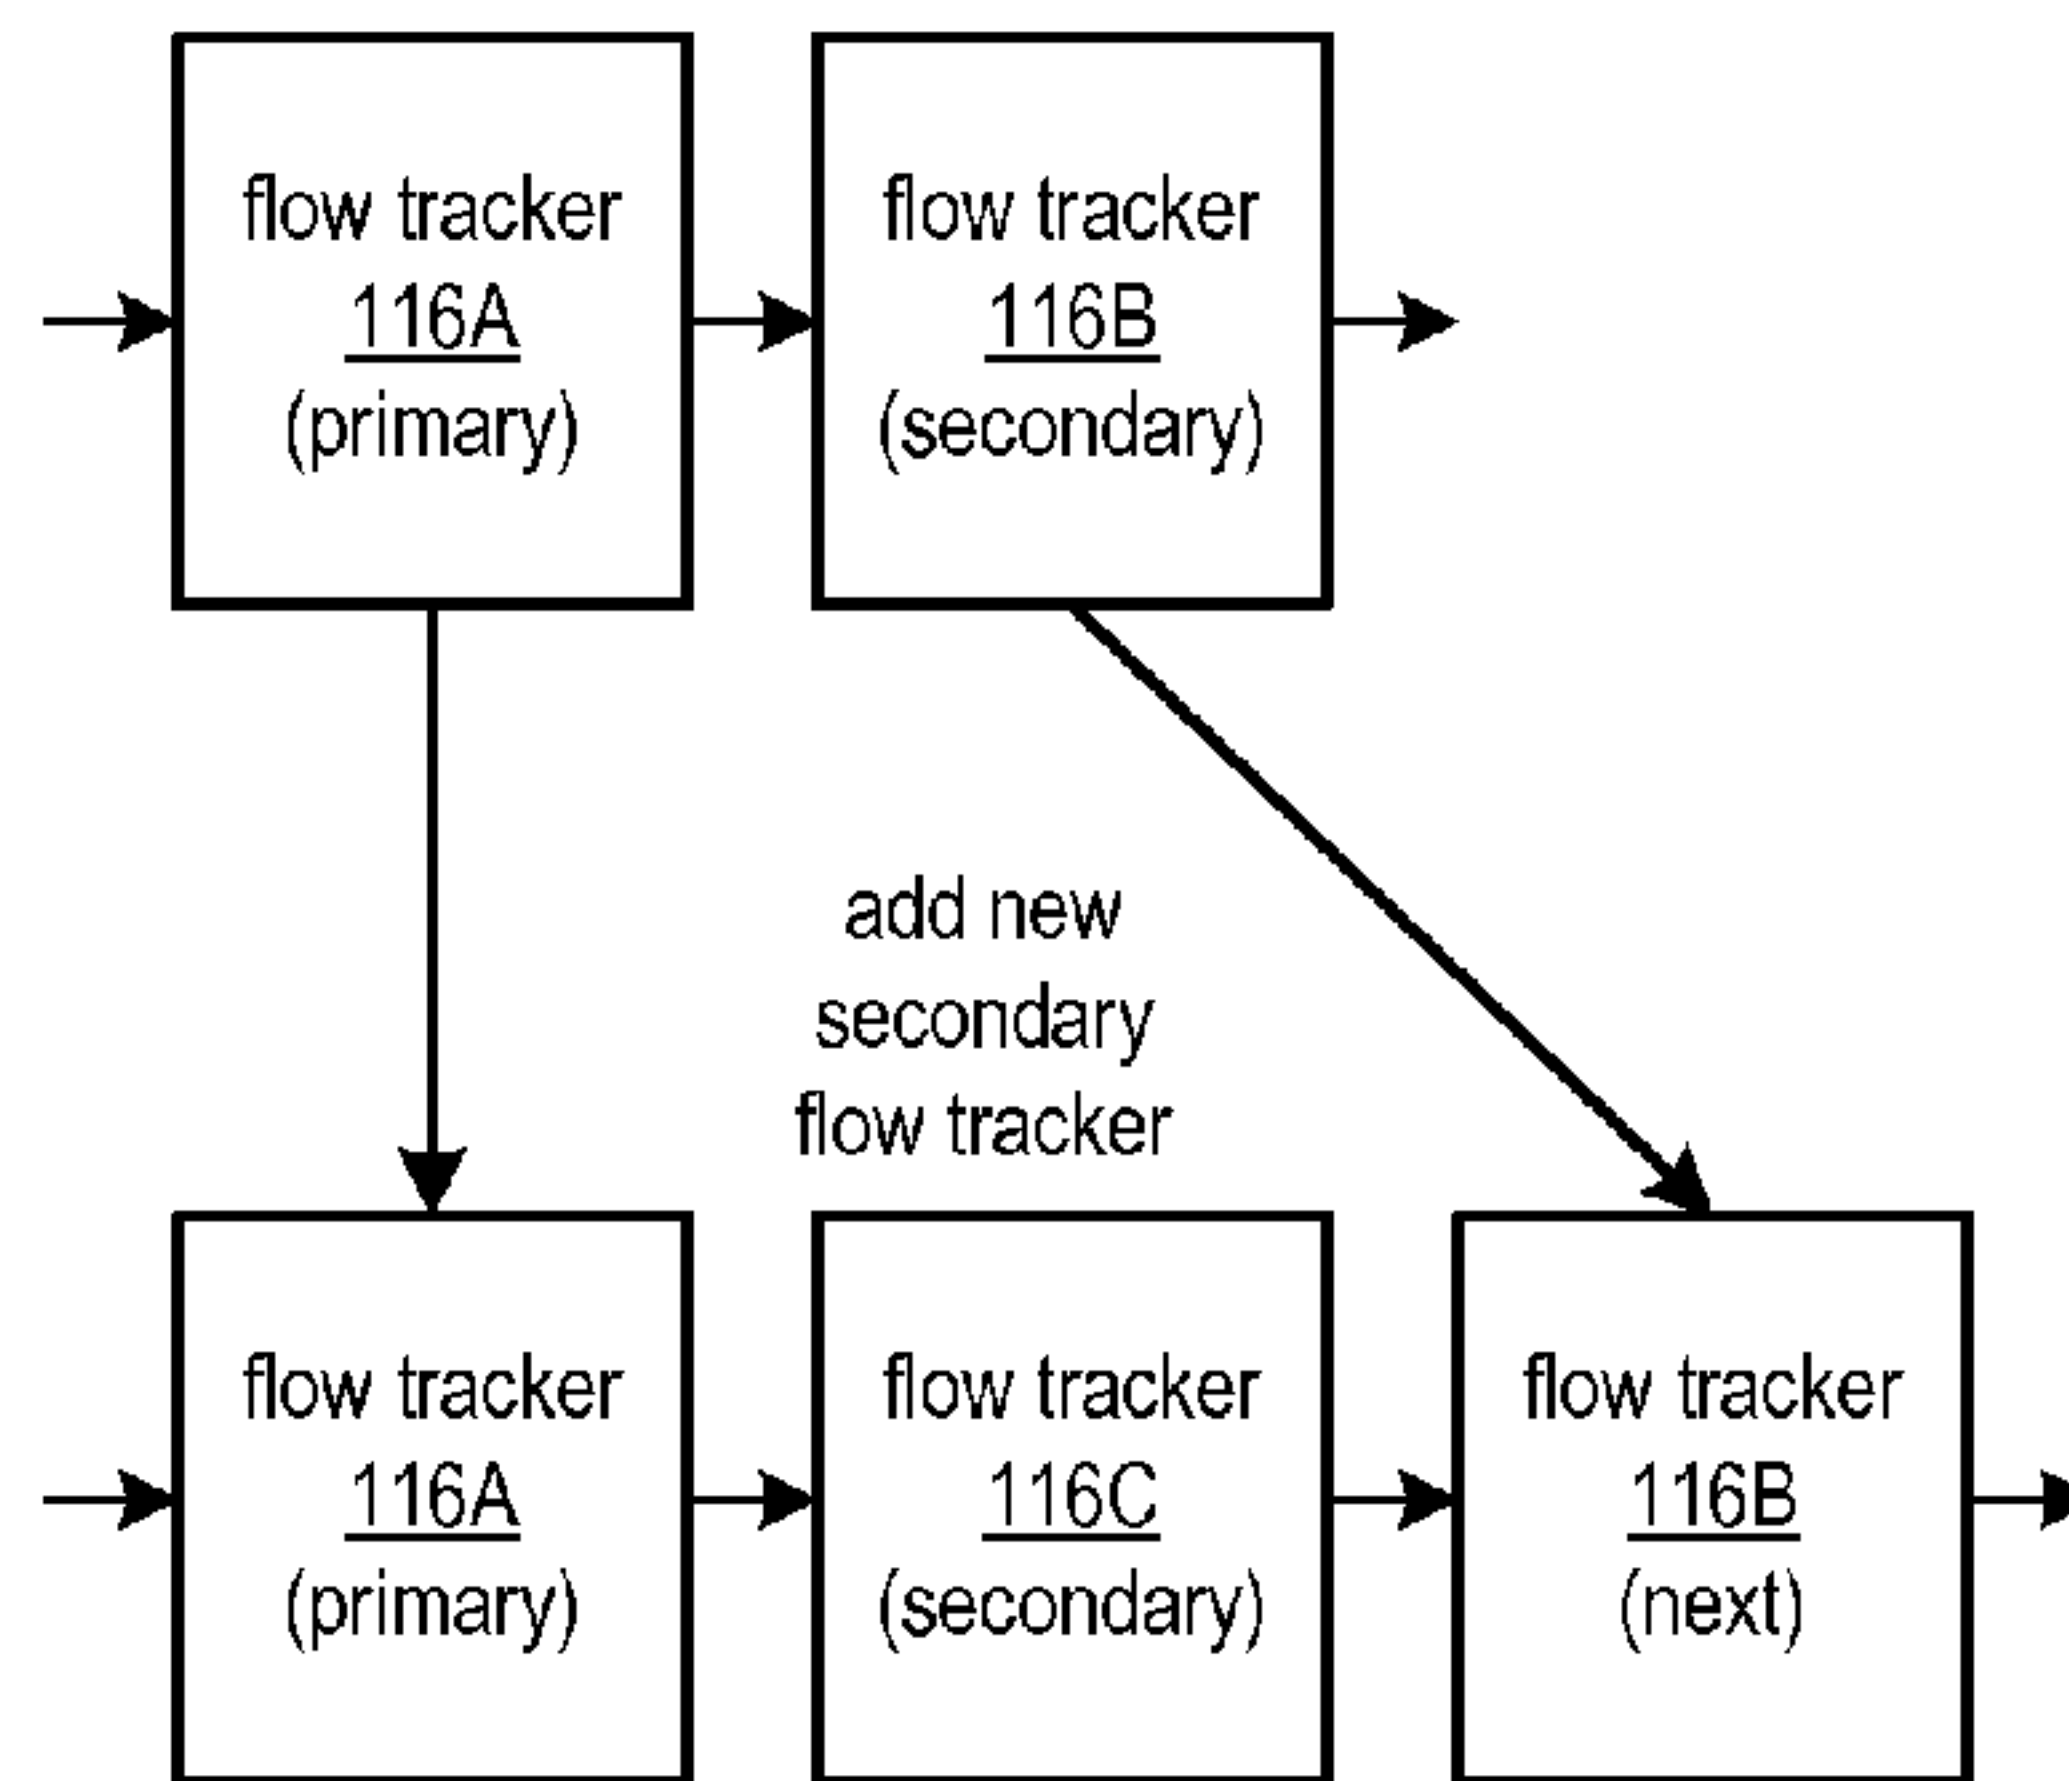 flow tracker
116A
(primary)
flow tracker
116B
(secondary)
add new
secondary
flow tracker
flow tracker
116A
(primary)
flow tracker
116C
(secondary)
flow tracker
116B
(next)